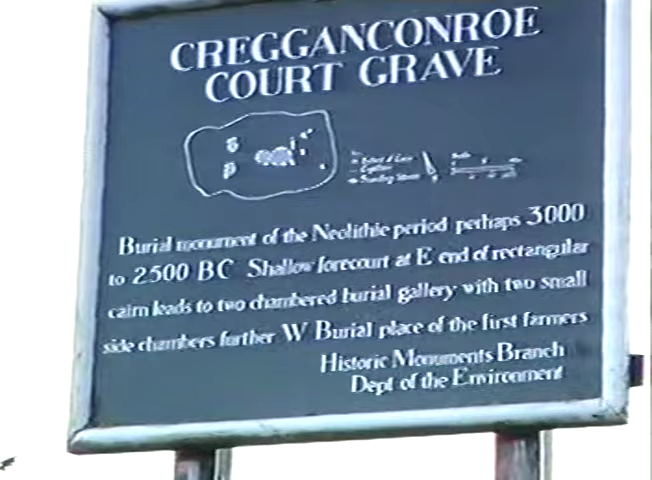 CREGGANCONROE
COURT GRAVE
Burial monument of the Neolithic period perhaps 3000
to 2500 BC Shallow forecourt at E end of rectangular
cairn leads to two chambered burial gallery with two small
side chambers further W Burial place of the first farmers
Historic Monuments Branch
Dept of the Environment